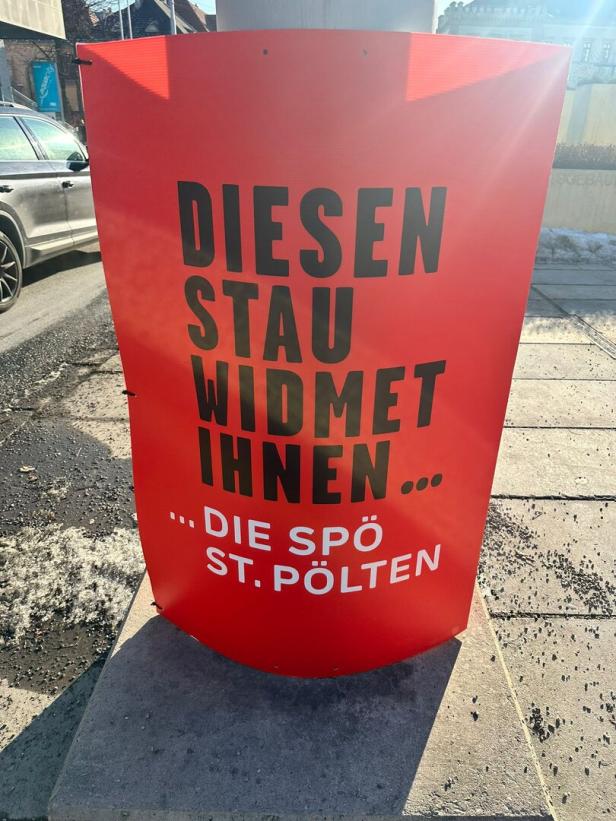 DIESEN
STAU
WIDMET
IHNEN...
...DIE SPÖ
ST. PÖLTEN